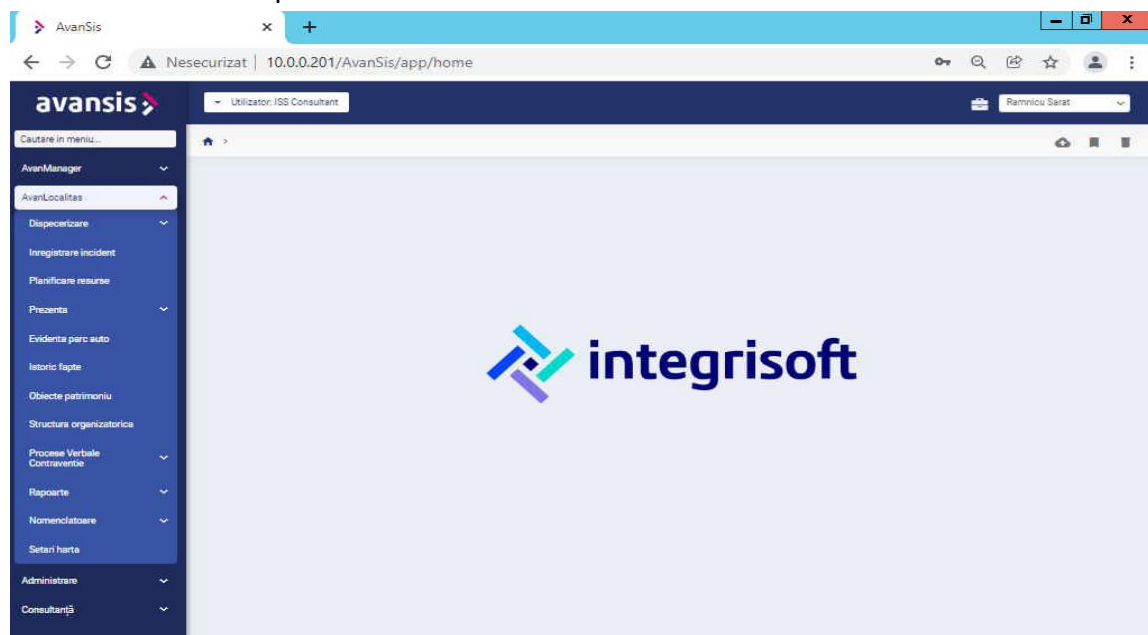 AvanSis
Nesecurizat 10.0.0.201/AvanSis/app/home
avansis
Utilizator: ISS Consultant
Ramnicu Sarat
Cautare in meniu...
AvanManager
AvanLocalitas
Dispecerizare
Inregistrare incident
Planificare resurse
Prezenta
Evidenta parc auto
Istoric fapte
Obiecte patrimoniu
Structura organizatorica
Procese Verbale
Contraventie
Rapoarte
Nomenclatoare
Setari harta
Administrare
Consultanță
integrisoft